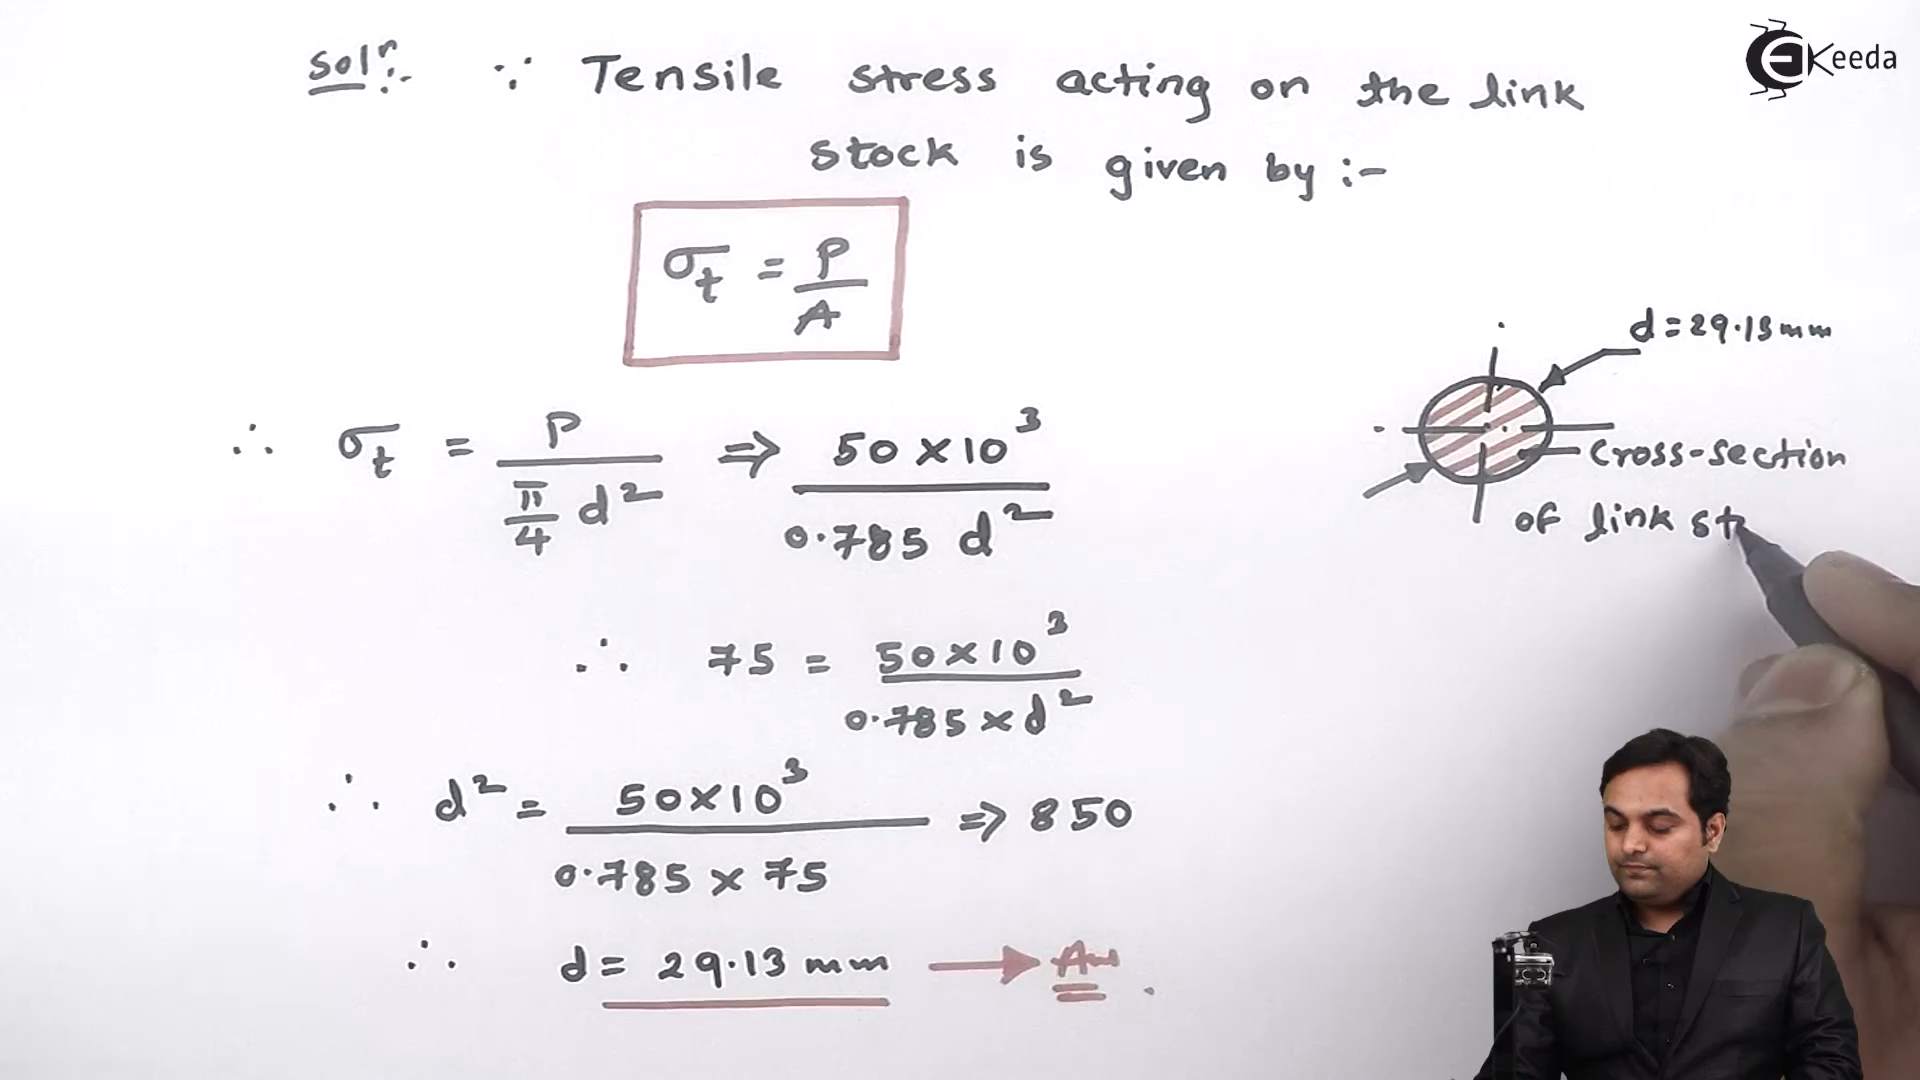 Keeda
Solⁿ:- ∵ Tensile stress acting on the link
stock is given by :-
σt = P / A
d = 29.13 mm
∴ σt = P / (π/4 d²) ⇒ 50 × 10³ / 0.785 d²
Cross-section
of link st
∴ 75 = 50 × 10³ / 0.785 × d²
∴ d² = 50 × 10³ / 0.785 × 75 ⇒ 850
∴ d = 29.13 mm → Ans